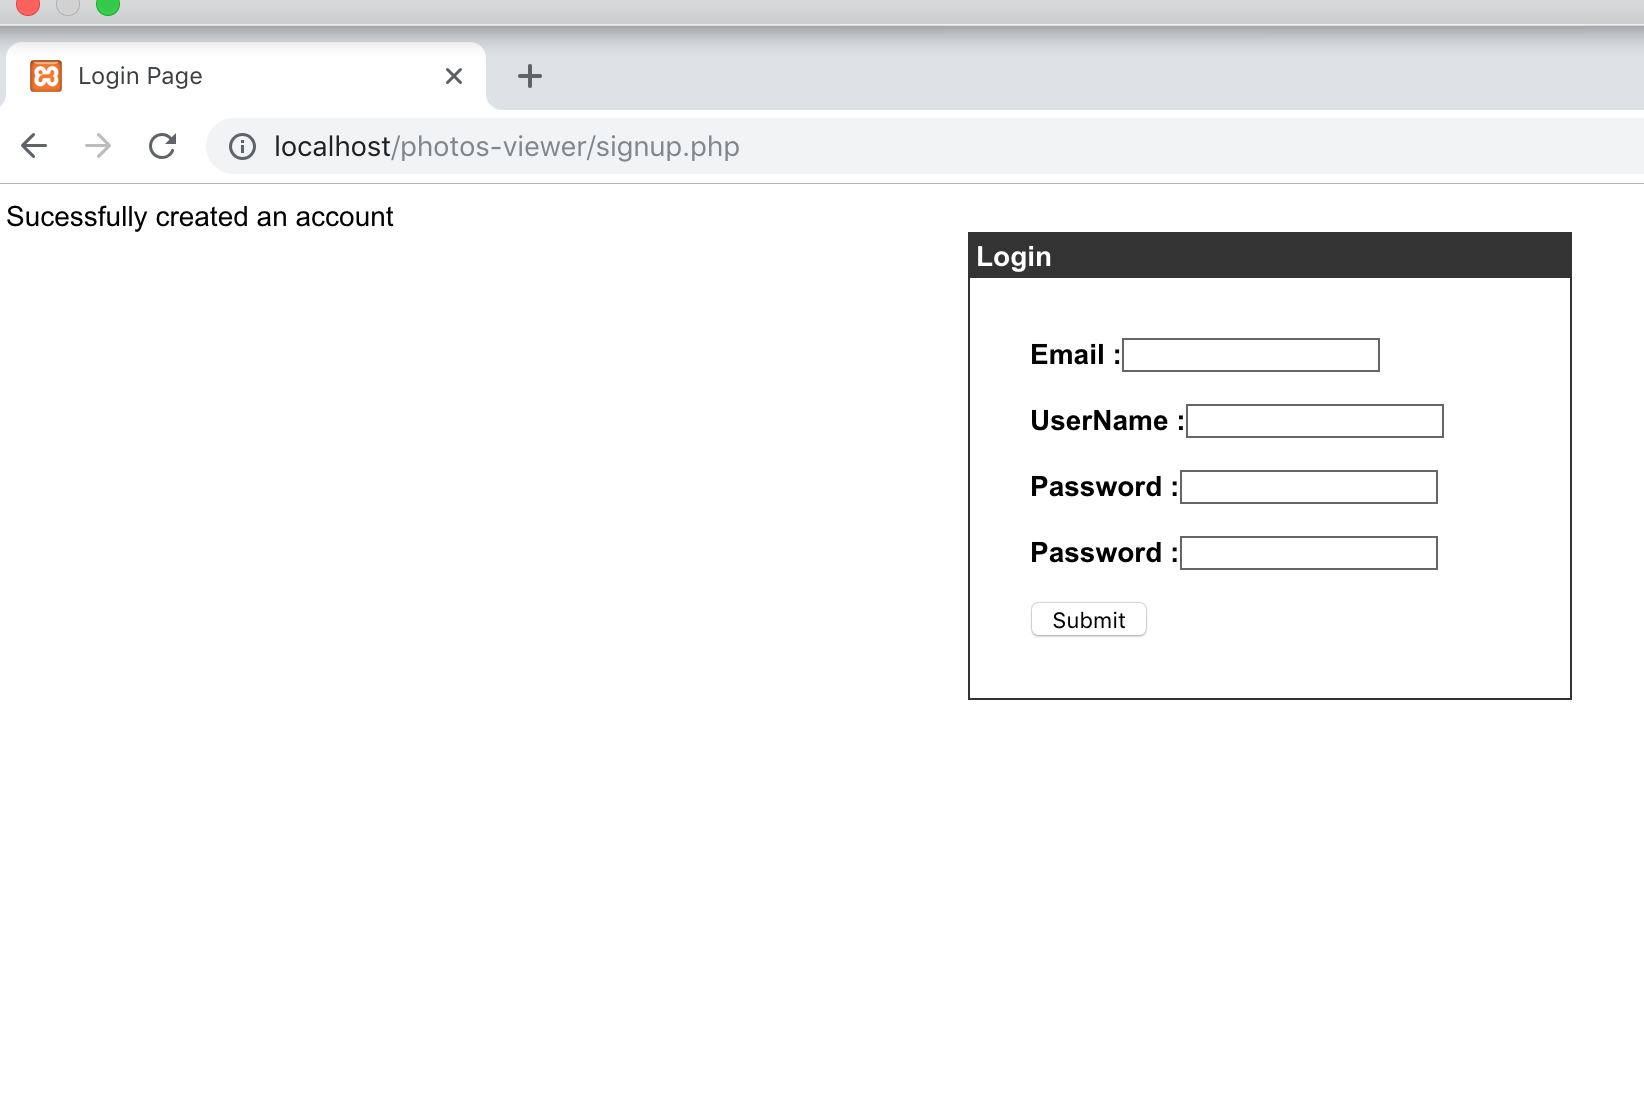 Login Page
localhost/photos-viewer/signup.php
Sucessfully created an account
Login
Email :
UserName :
Password :
Password :
Submit